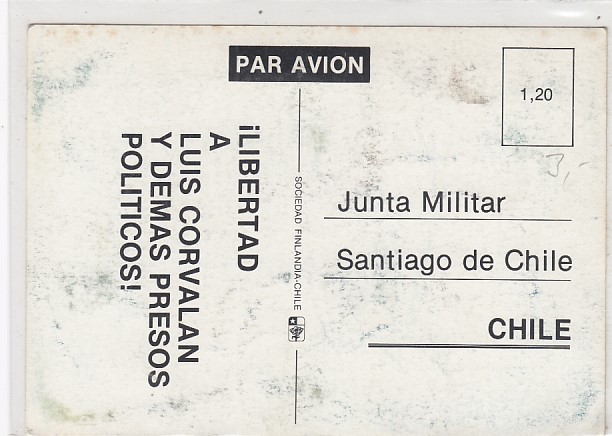 PAR AVION
1,20
¡LIBERTAD
A
LUIS CORVALAN
Y DEMAS PRESOS
POLITICOS!
SOCIEDAD FINLANDIA-CHILE
3,-
Junta Militar
Santiago de Chile
CHILE